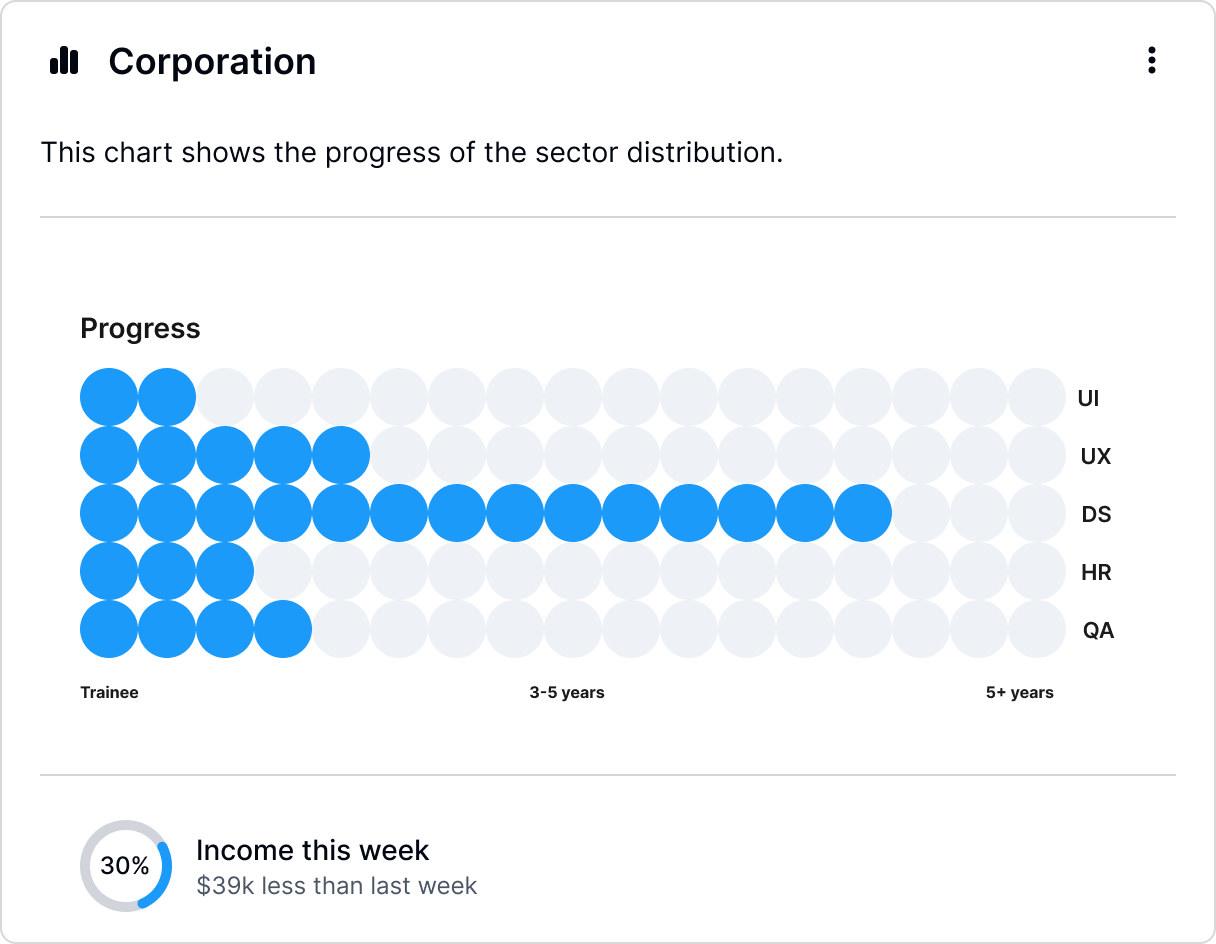 Corporation
This chart shows the progress of the sector distribution.
Progress
UI
UX
DS
HR
QA
Trainee 3-5 years 5+ years
30%
Income this week
$39k less than last week